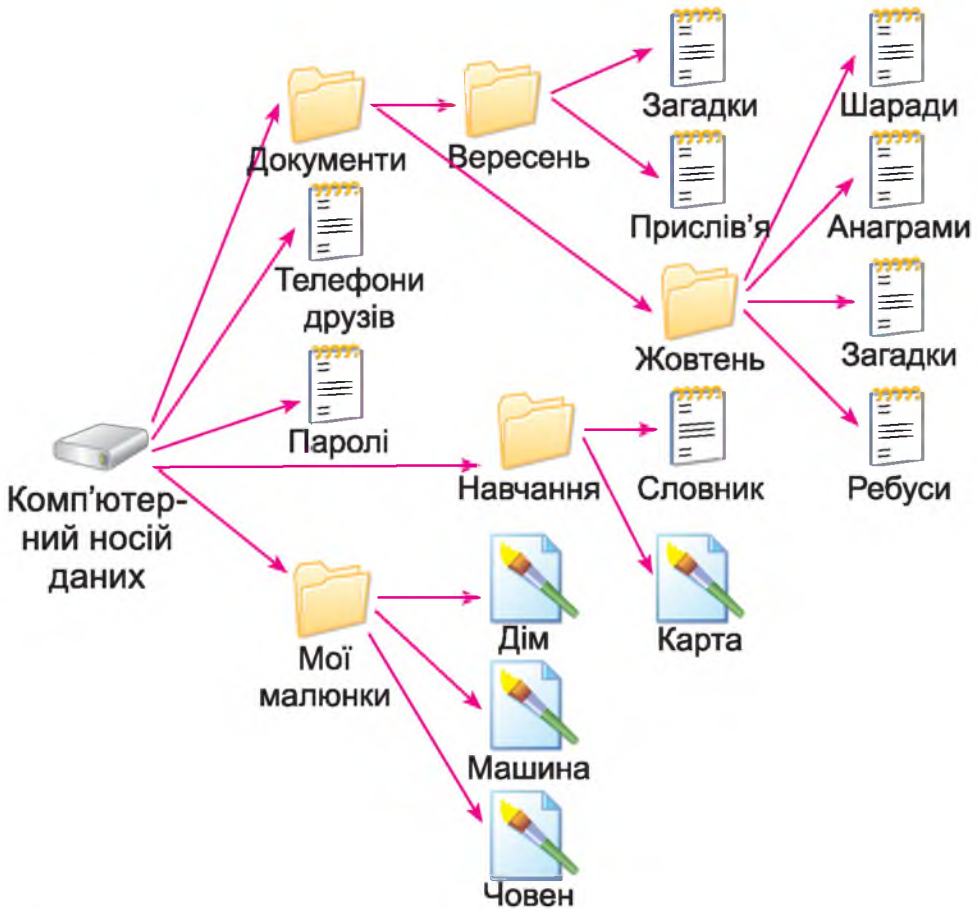 Загадки
Шаради
Документи
Вересень
Прислів'я
Анаграми
Телефони
друзів
Жовтень
Загадки
Паролі
Навчання
Словник
Ребуси
Комп'ютер-
ний носій
даних
Дім
Карта
Мої
малюнки
Машина
Човен